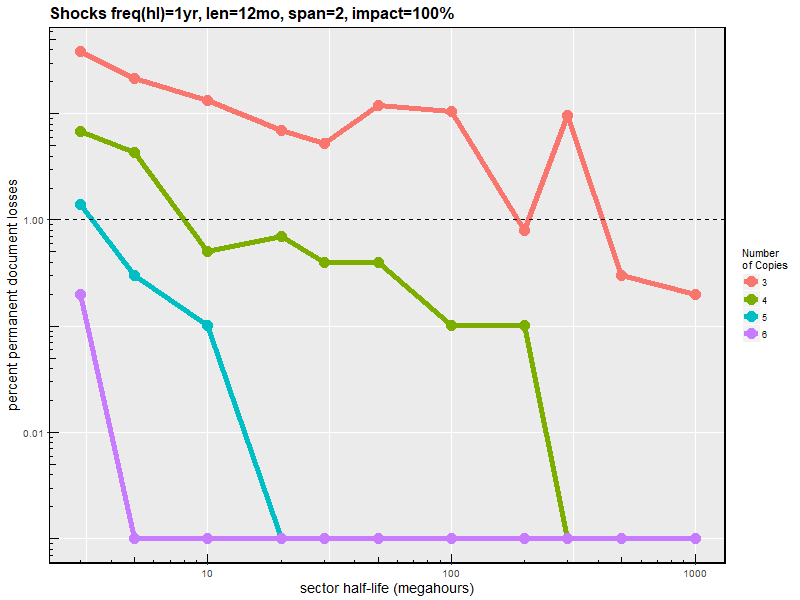 Shocks freq(hl)=1yr, len=12mo, span=2, impact=100%
percent permanent document losses
1.00
0.01
10
100
1000
sector half-life (megahours)
Number
of Copies
3
4
5
6